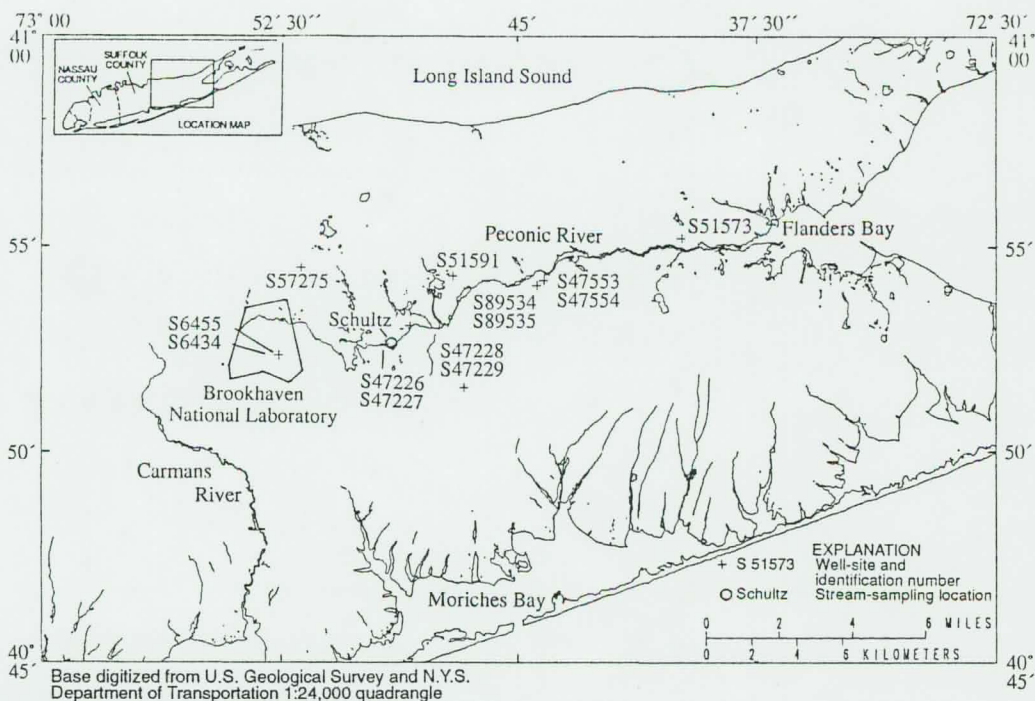 73° 00´ 52´ 30´´ 45´ 37´ 30´´ 72° 30´
41° 00´
41° 00´
SUFFOLK COUNTY
NASSAU COUNTY
LOCATION MAP
Long Island Sound
55´
55´
S51573
Flanders Bay
Peconic River
S51591
S57275
S47553
S47554
S89534
S89535
Schultz
S6455
S6434
S47228
S47229
S47226
S47227
Brookhaven
National Laboratory
50´
50´
Carmans
River
Moriches Bay
EXPLANATION
+ S 51573 Well-site and
identification number
Schultz Stream-sampling location
0 2 4 6 MILES
0 2 4 6 KILOMETERS
40° 45´
40° 45´
Base digitized from U.S. Geological Survey and N.Y.S.
Department of Transportation 1:24,000 quadrangle